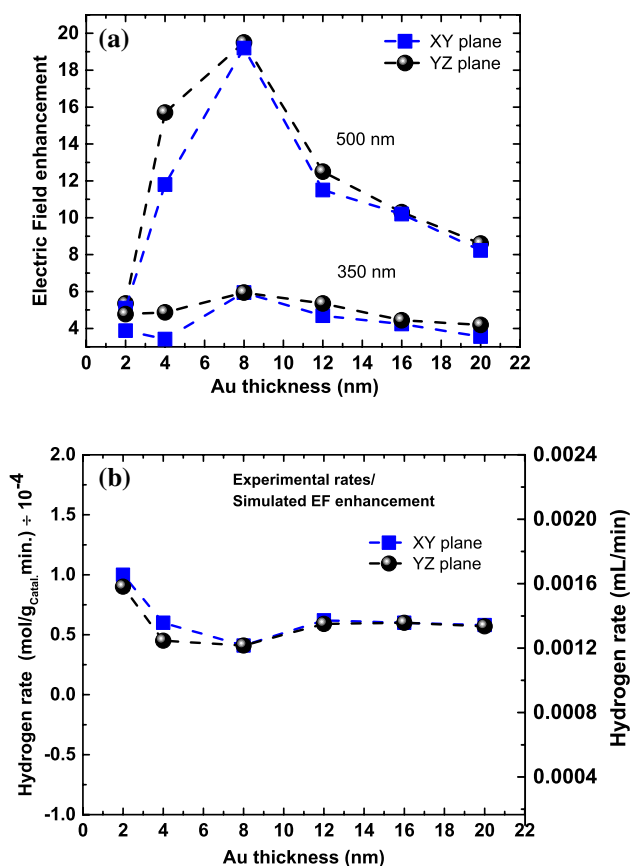 (a)
XY plane
YZ plane
500 nm
350 nm
Electric Field enhancement
20
18
16
14
12
10
8
6
4
0 2 4 6 8 10 12 14 16 18 20 22
Au thickness (nm)
(b)
Experimental rates/
Simulated EF enhancement
XY plane
YZ plane
Hydrogen rate (mol/gCatal.min.) ÷ 10-4
2.0
1.5
1.0
0.5
0.0
-0.5
-1.0
0.0024
0.0020
0.0016
0.0012
0.0008
0.0004
Hydrogen rate (mL/min)
0 2 4 6 8 10 12 14 16 18 20 22
Au thickness (nm)